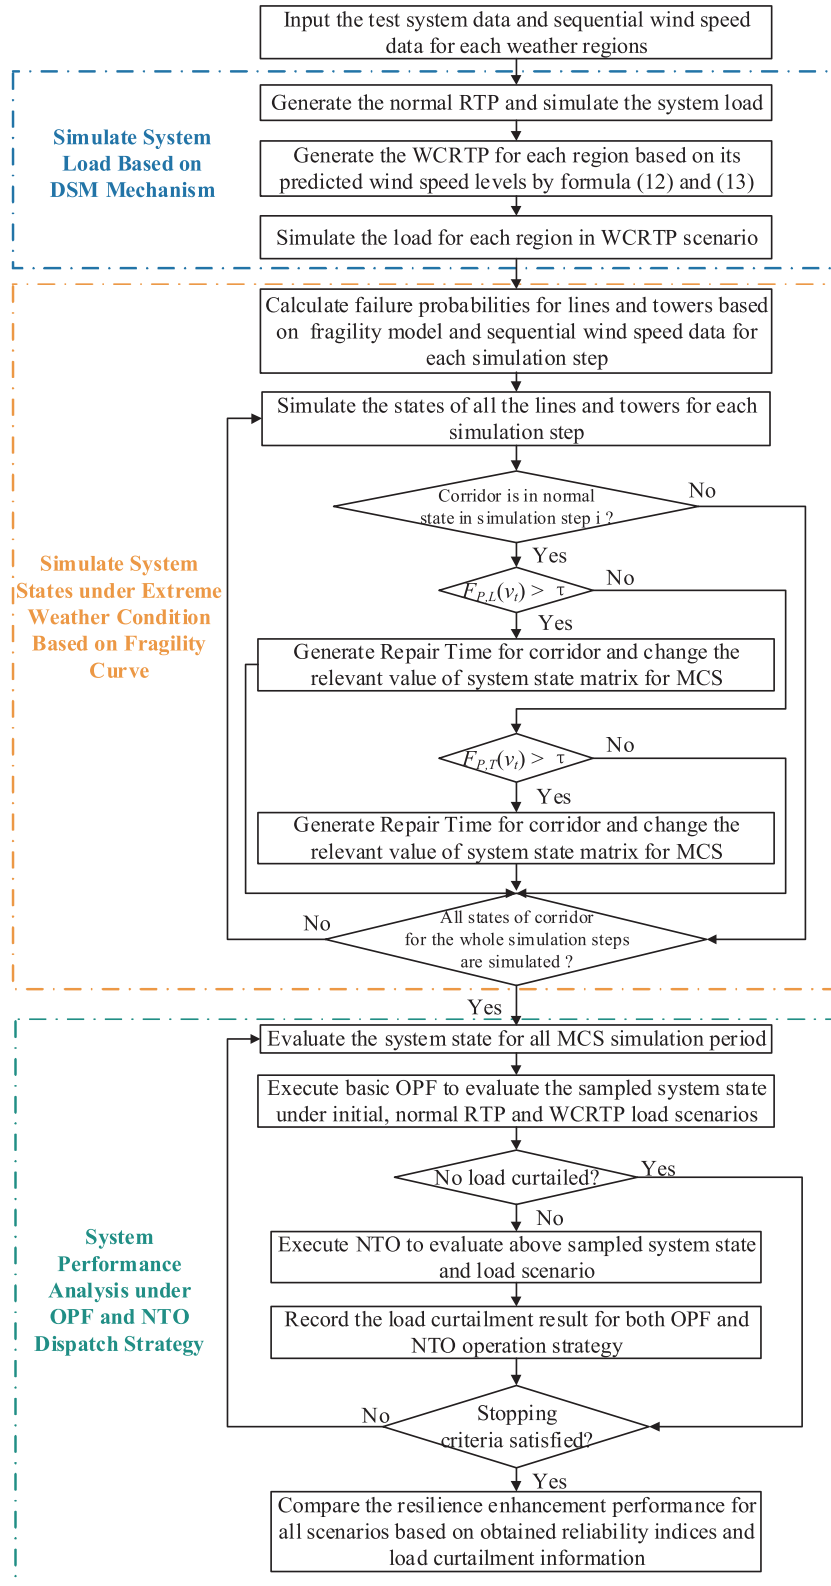 Input the test system data and sequential wind speed
data for each weather regions
Simulate System
Load Based on
DSM Mechanism
Generate the normal RTP and simulate the system load
Generate the WCRTP for each region based on its
predicted wind speed levels by formula (12) and (13)
Simulate the load for each region in WCRTP scenario
Simulate System
States under Extreme
Weather Condition
Based on Fragility
Curve
Calculate failure probabilities for lines and towers based
on fragility model and sequential wind speed data for
each simulation step
Simulate the states of all the lines and towers for each
simulation step
Corridor is in normal
state in simulation step i ?
No
Yes
F_{P,L}(v_t) > τ
No
Yes
Generate Repair Time for corridor and change the
relevant value of system state matrix for MCS
F_{P,T}(v_t) > τ
No
Yes
Generate Repair Time for corridor and change the
relevant value of system state matrix for MCS
All states of corridor
for the whole simulation steps
are simulated ?
No
Yes
System
Performance
Analysis under
OPF and NTO
Dispatch Strategy
Evaluate the system state for all MCS simulation period
Execute basic OPF to evaluate the sampled system state
under initial, normal RTP and WCRTP load scenarios
No load curtailed?
Yes
No
Execute NTO to evaluate above sampled system state
and load scenario
Record the load curtailment result for both OPF and
NTO operation strategy
Stopping
criteria satisfied?
No
Yes
Compare the resilience enhancement performance for
all scenarios based on obtained reliability indices and
load curtailment information